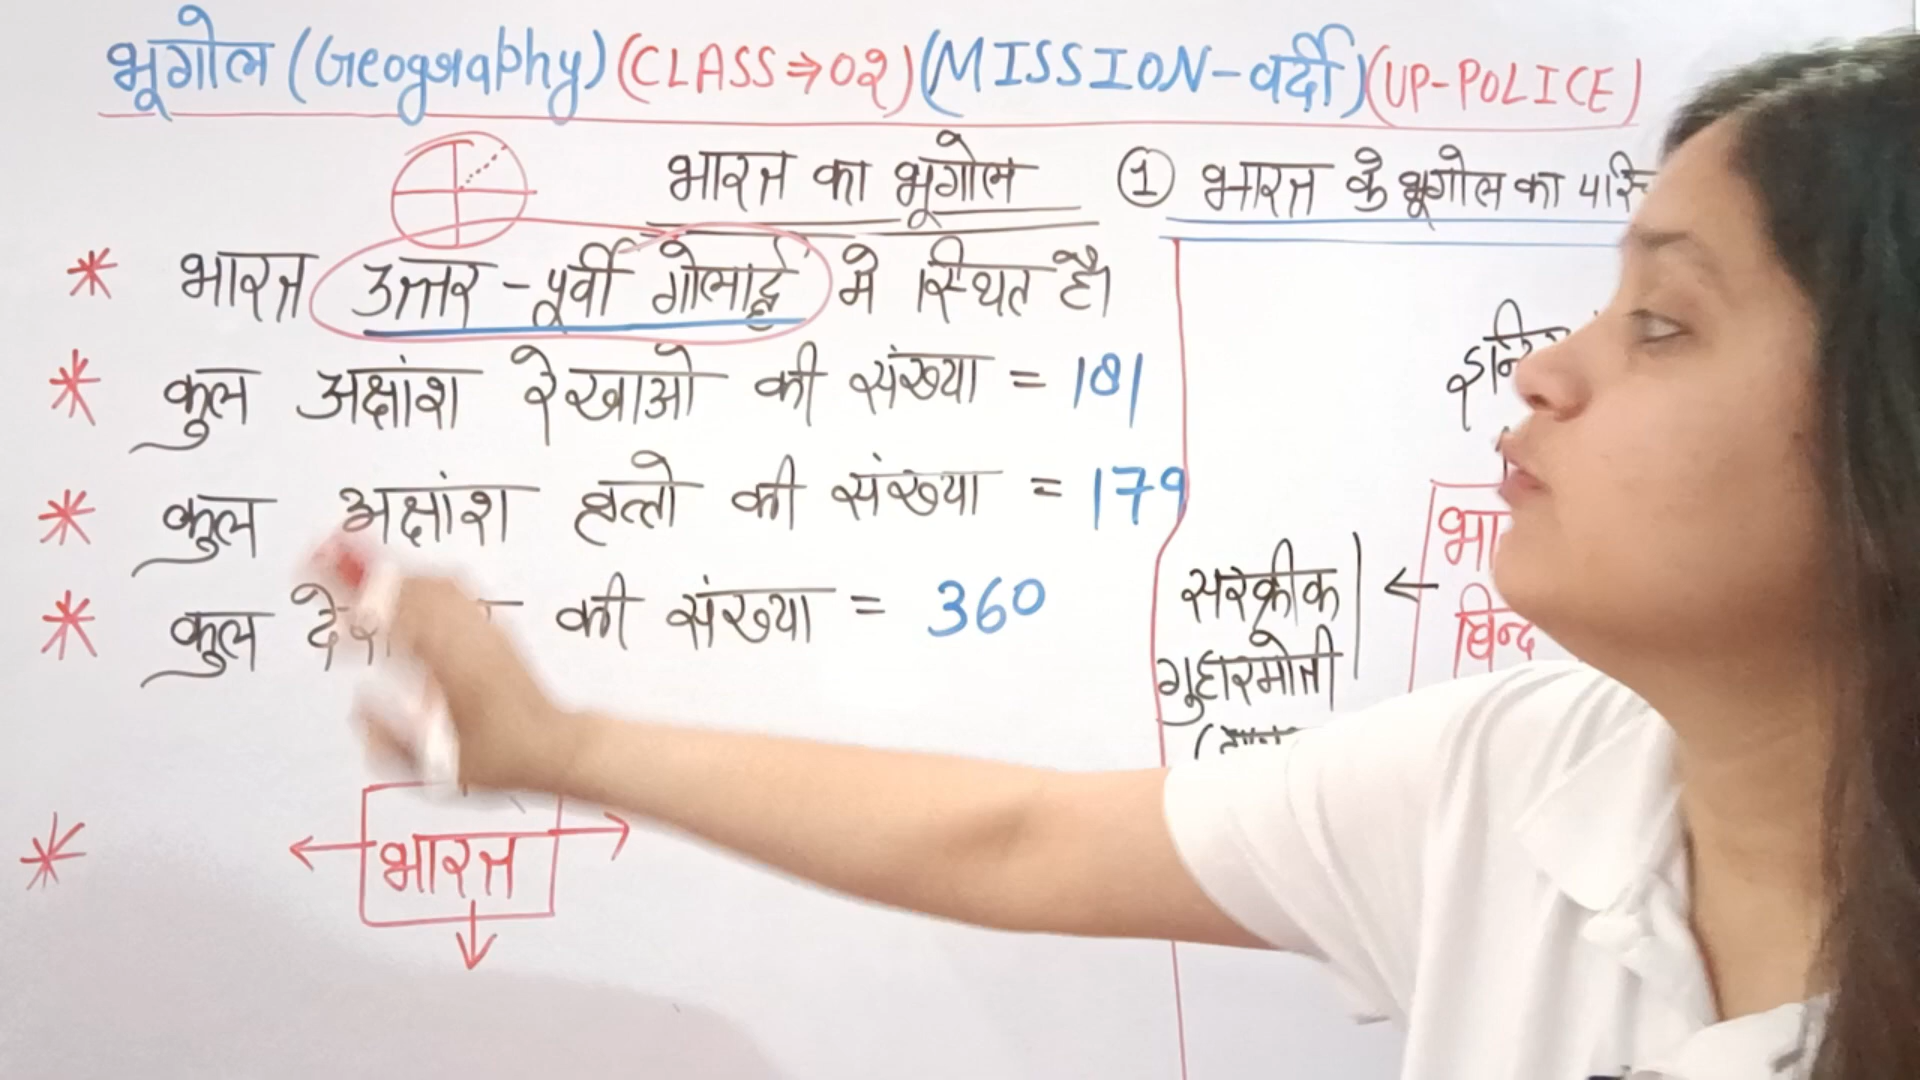 भूगोल (Geography) (CLASS⇒02) (MISSION-वर्दी) (UP-POLICE)
भारत का भूगोल
* भारत उत्तर-पूर्वी गोलार्द्ध मे स्थित है।
* कुल अक्षांश रेखाओ की संख्या = 181
* कुल अक्षांश वृत्तो की संख्या = 179
* कुल की संख्या = 360
* भारत
① भारत के भूगोल का
सरक्रीक
गुहारमोती